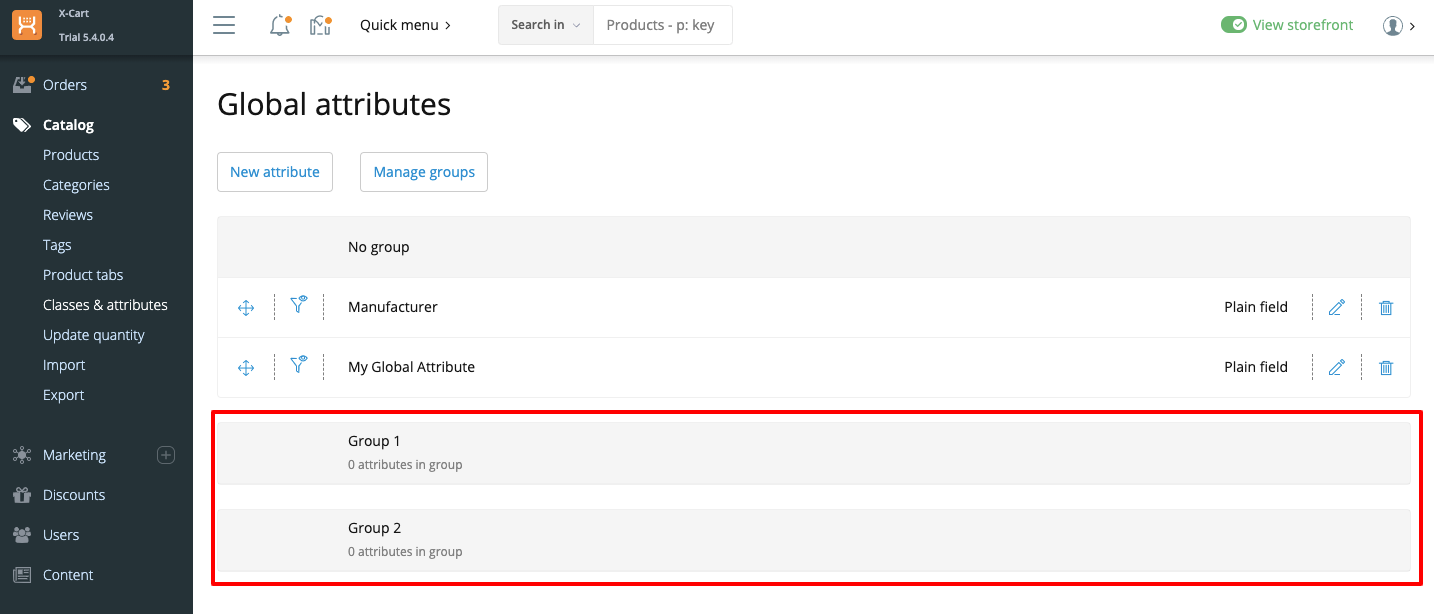 X-Cart
Trial 5.4.0.4
Quick menu
Search in
Products - p: key
View storefront
Orders 3
Catalog
Products
Categories
Reviews
Tags
Product tabs
Classes & attributes
Update quantity
Import
Export
Marketing
Discounts
Users
Content
Global attributes
New attribute
Manage groups
No group
Manufacturer Plain field
My Global Attribute Plain field
Group 1
0 attributes in group
Group 2
0 attributes in group